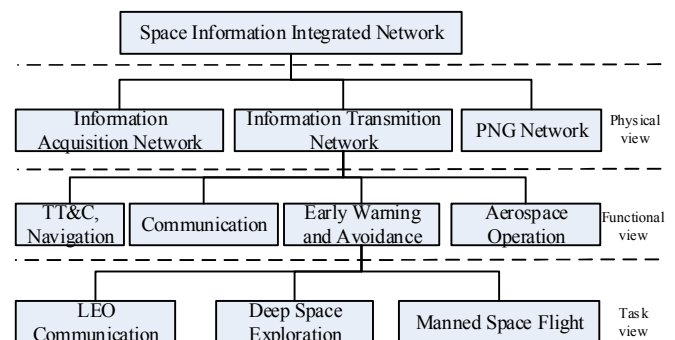 Space Information Integrated Network
Information
Acquisition Network
Information Transmition
Network
PNG Network
Physical
view
TT&C,
Navigation
Communication
Early Warning
and Avoidance
Aerospace
Operation
Functional
view
LEO
Communication
Deep Space
Exploration
Manned Space Flight
Task
view